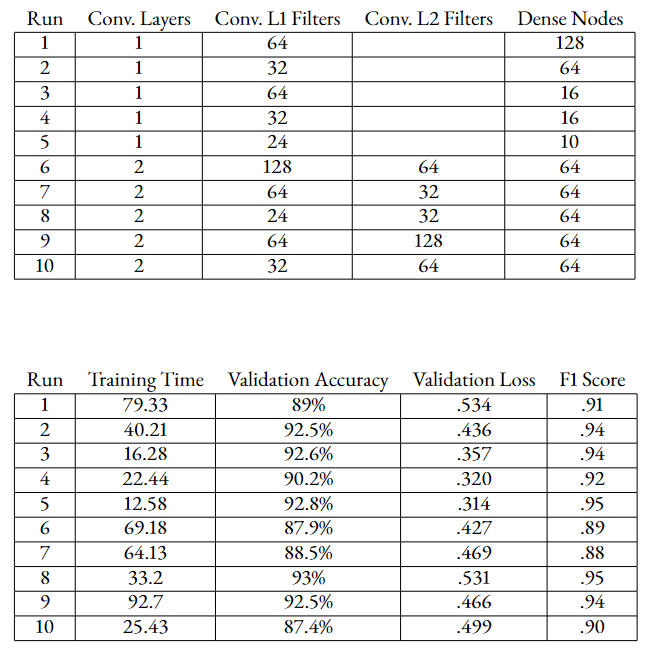 Run Conv. Layers Conv. L1 Filters Conv. L2 Filters Dense Nodes
1 1 64 128
2 1 32 64
3 1 64 16
4 1 32 16
5 1 24 10
6 2 128 64 64
7 2 64 32 64
8 2 24 32 64
9 2 64 128 64
10 2 32 64 64
Run Training Time Validation Accuracy Validation Loss F1 Score
1 79.33 89% .534 .91
2 40.21 92.5% .436 .94
3 16.28 92.6% .357 .94
4 22.44 90.2% .320 .92
5 12.58 92.8% .314 .95
6 69.18 87.9% .427 .89
7 64.13 88.5% .469 .88
8 33.2 93% .531 .95
9 92.7 92.5% .466 .94
10 25.43 87.4% .499 .90